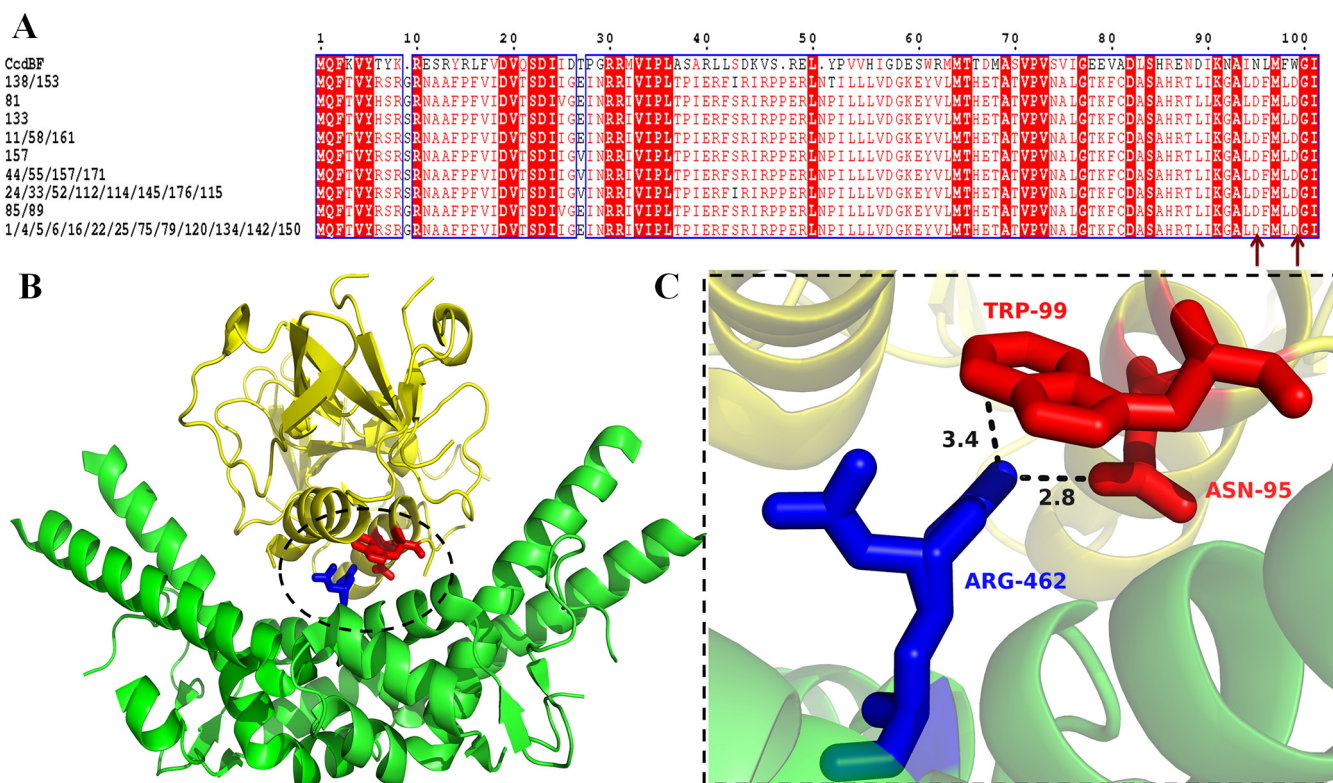 A
1 10 20 30 40 50 60 70 80 90 100
CcdBF MQFKVYTYK.RESRYRLFVDVQSDIIDTPGRRMVIPLASARLLSDKVS.REL.YPVVHIGDESWRMMTTDMASVPVSVIGEEVADLSHRENDIKNAINLMFWGI
138/153 MQFTVYRSRGRNAAFPFVIDVTSDIIGEINRRIVIPLTPIERFIRIRPPERLNTILLLVDGKEYVLMTHETATVPVNALGTKFCDASAHRTLIKGALDFMLDGI
81 MQFTVYHSRGRNAAFPFVIDVTSDIIGEINRRIVIPLTPIERFSRIRPPERLNPILLLVDGKEYVLMTHETATVPVNALGTKFCDASAHRTLIKGALDFMLDGI
133 MQFTVYHSRSRNAAFPFVIDVTSDIIGEINRRIVIPLTPIERFSRIRPPERLNPILLLVDGKEYVLMTHETATVPVNALGTKFCDASAHRTLIKGALDFMLDGI
11/58/161 MQFTVYRSRSRNAAFPFVIDVTSDIIGEINRRIVIPLTPIERFSRIRPPERLNPILLLVDGKEYVLMTHETATVPVNALGTKFCDASAHRTLIKGALDFMLDGI
157 MQFTVYRSRSRNAAFPFVIDVTSDIIGVINRRIVIPLTPIERFSRIRPPERLNPILLLVDGKEYVLMTHETATVPVNALGTKFCDASAHRTLIKGALDFMLDGI
44/55/157/171 MQFTVYRSRSRNAAFPFVIDVTSDIIGVINRRIVIPLTPIERFSRIRPPERLNPILLLVDGKEYVLMTHETATVPVNALGTKFCDASAHRTLIKGALDFMLDGI
24/33/52/112/114/145/176/115 MQFTVYRSRSRNAAFPFVIDVTSDIIGVINRRIVIPLTPIERFIRIRPPERLNPILLLVDGKEYVLMTHETATVPVNALGTKFCDASAHRTLIKGALDFMLDGI
85/89 MQFTVYRSRGRNAAFPFVIDVTSDIVGEINRRIVIPLTPIERFSRIRPPERLNPILLLVDGKEYVLMTHETATVPVNALGTKFCDASAHRTLIKGALDFMLDGI
1/4/5/6/16/22/25/75/79/120/134/142/150 MQFTVYRSRGRNAAFPFVIDVTSDIIGEINRRIVIPLTPIERFSRIRPPERLNPILLLVDGKEYVLMTHETATVPVNALGTKFCDASAHRTLIKGALDFMLDGI
B
C
TRP-99
3.4
2.8
ASN-95
ARG-462